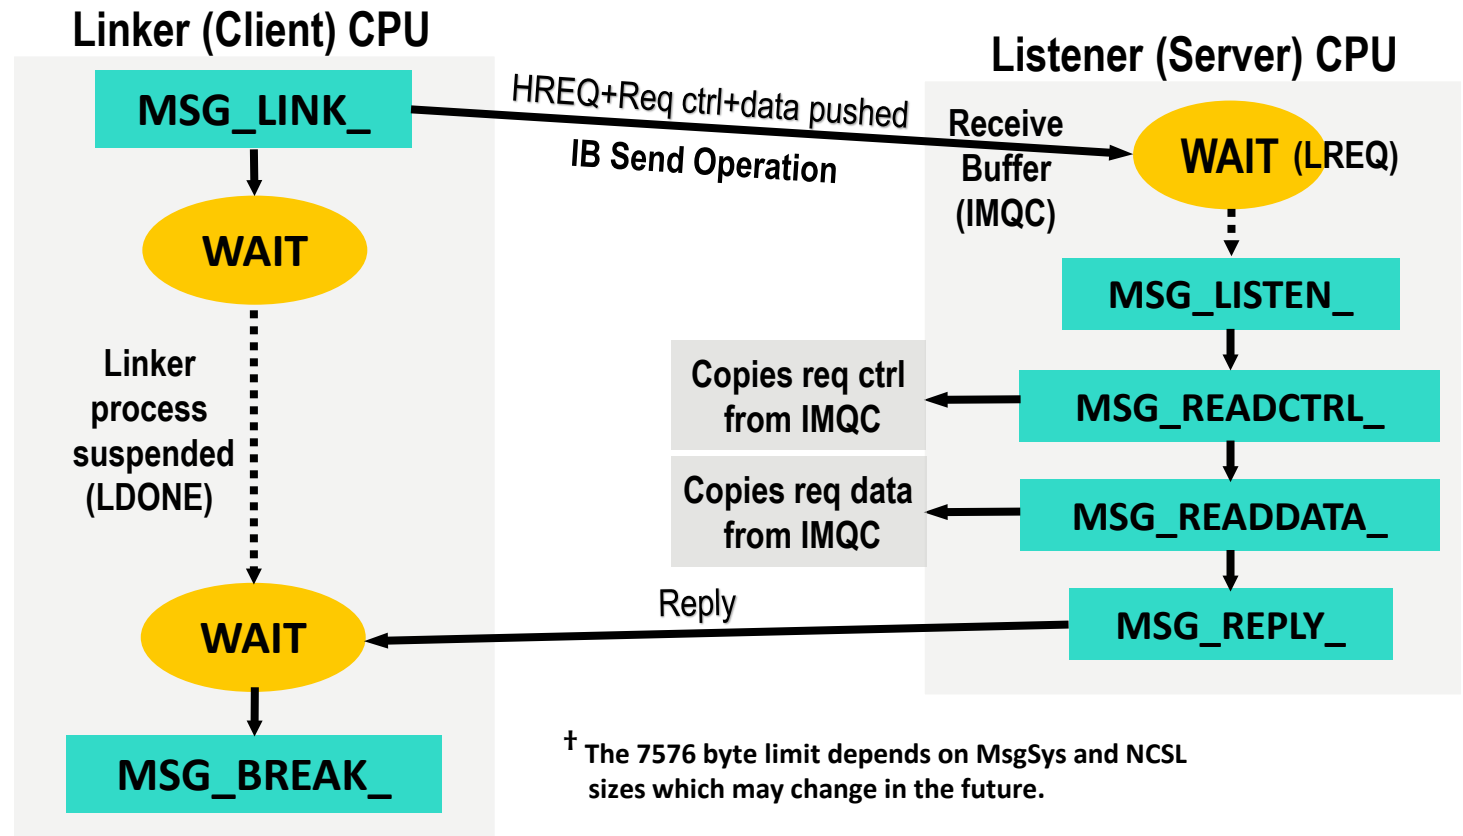 Linker (Client) CPU
Listener (Server) CPU
MSG_LINK_
HREQ+Req ctrl+data pushed
IB Send Operation
Receive
Buffer
(IMQC)
WAIT (LREQ)
WAIT
MSG_LISTEN_
Linker
process
suspended
(LDONE)
Copies req ctrl
from IMQC
MSG_READCTRL_
Copies req data
from IMQC
MSG_READDATA_
Reply
MSG_REPLY_
WAIT
MSG_BREAK_
† The 7576 byte limit depends on MsgSys and NCSL
sizes which may change in the future.